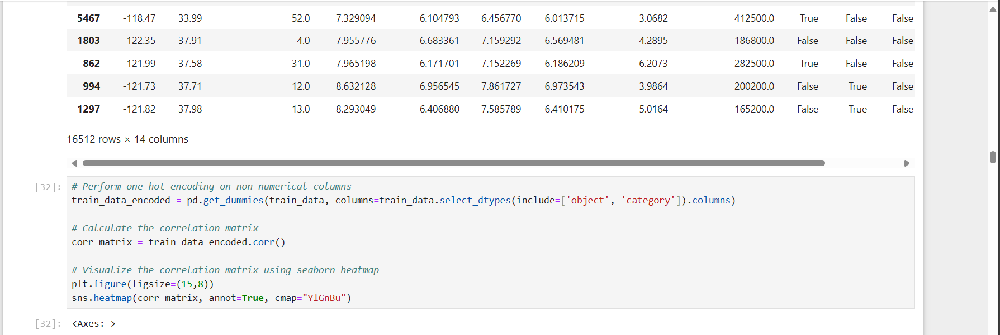 5467 -118.47 33.99 52.0 7.329094 6.104793 6.456770 6.013715 3.0682 412500.0 True False False
1803 -122.35 37.91 4.0 7.955776 6.683361 7.159292 6.569481 4.2895 186800.0 False False False
862 -121.99 37.58 31.0 7.965198 6.171701 7.152269 6.186209 6.2073 282500.0 True False False
994 -121.73 37.71 12.0 8.632128 6.956545 7.861727 6.973543 3.9864 200200.0 False True False
1297 -121.82 37.98 13.0 8.293049 6.406880 7.585789 6.410175 5.0164 165200.0 False True False
16512 rows × 14 columns
[32]: # Perform one-hot encoding on non-numerical columns
train_data_encoded = pd.get_dummies(train_data, columns=train_data.select_dtypes(include=['object', 'category']).columns)
# Calculate the correlation matrix
corr_matrix = train_data_encoded.corr()
# Visualize the correlation matrix using seaborn heatmap
plt.figure(figsize=(15,8))
sns.heatmap(corr_matrix, annot=True, cmap="YlGnBu")
[32]: <Axes: >